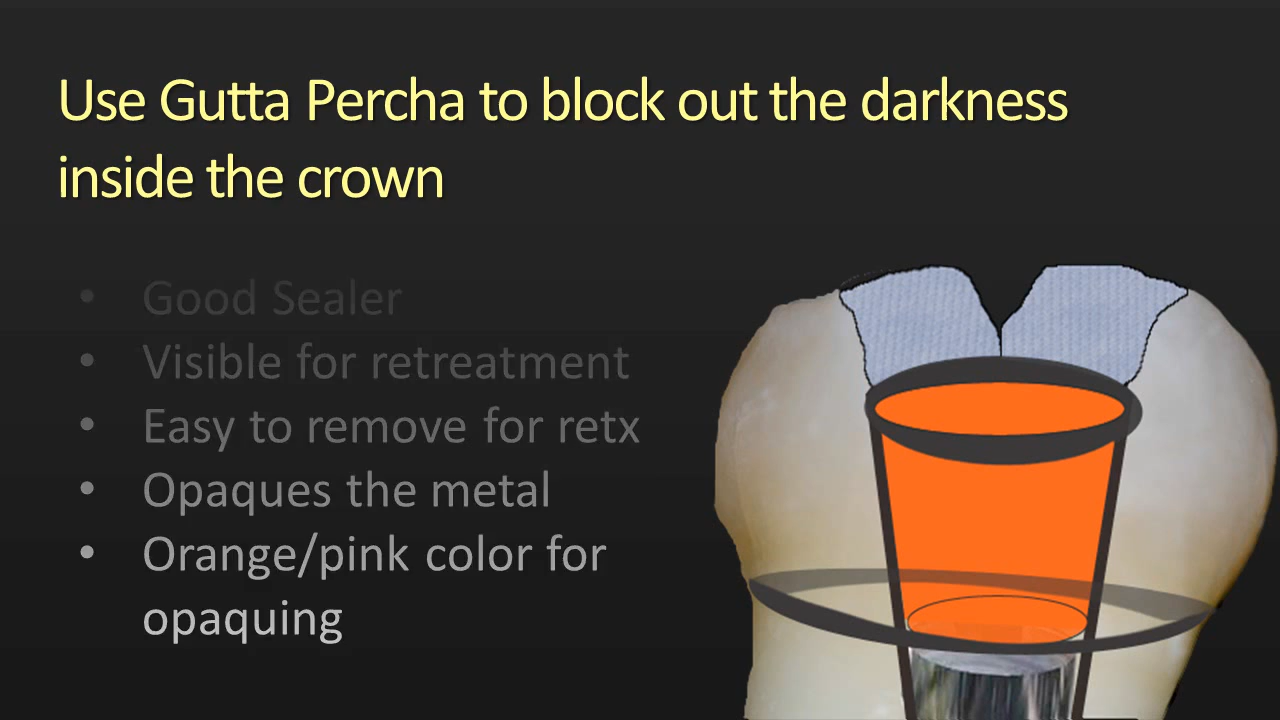 Use Gutta Percha to block out the darkness
inside the crown
• Good Sealer
• Visible for retreatment
• Easy to remove for retx
• Opaques the metal
• Orange/pink color for
opaquing